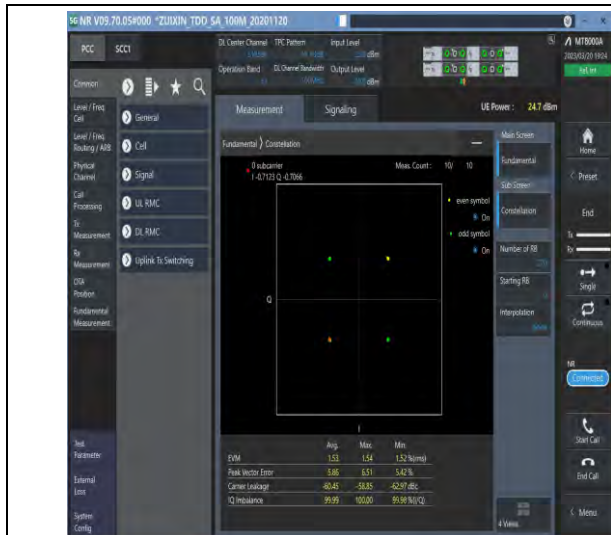 5G NR V09.70.05#000 *ZUIXIN_TDD_SA_100M_20201120
PCC SCC1
DL Center Channel TPC Pattern Input Level
dBm
Operation Band DL Channel Bandwidth Output Level
dBm
MT8000A
2023/03/20 19:04
Common
Level / Freq.
Cell
Level / Freq.
Routing / ARB
Physical
Channel
Call
Processing
Tx
Measurement
Rx
Measurement
OTA
Position
Fundamental
Measurement
Test
Parameter
External
Loss
System
Config
General
Cell
Signal
UL RMC
DL RMC
Uplink Tx Switching
Measurement Signaling UE Power : 24.7 dBm
Fundamental Constellation
0 subcarrier Meas. Count : 10/ 10
I -0.7123 Q -0.7066
even symbol
On
odd symbol
On
Q
I
Avg. Max. Min.
EVM 1.53 1.54 1.52 %(rms)
Peak Vector Error 5.86 6.51 5.42 %
Carrier Leakage -60.45 -58.85 -62.97 dBc
IQ Imbalance 99.99 100.00 99.98 %(I/Q)
Main Screen
Fundamental
Sub Screen
Constellation
Number of RB
Starting RB
Interpolation
4 Views
Home
Preset
End
Tx
Rx
Single
Continuous
NR
Connected
Start Call
End Call
Menu